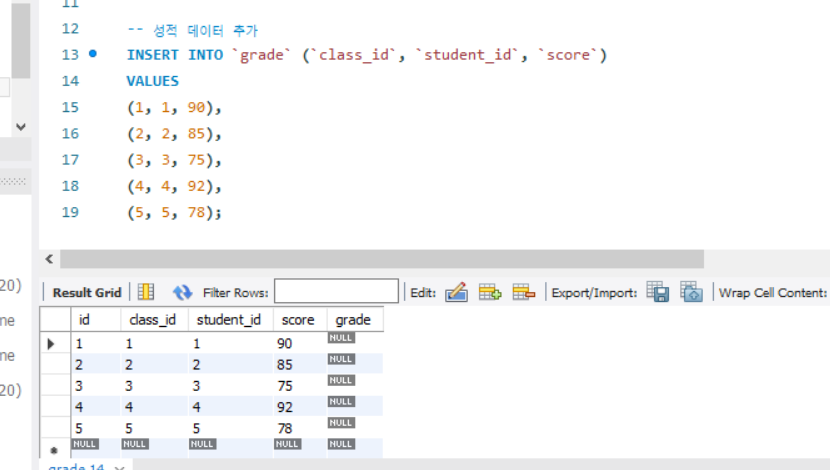 11
12 -- 성적 데이터 추가
13 INSERT INTO `grade` (`class_id`, `student_id`, `score`)
14 VALUES
15 (1, 1, 90),
16 (2, 2, 85),
17 (3, 3, 75),
18 (4, 4, 92),
19 (5, 5, 78);
20)
me
me
20)
Result Grid Filter Rows: Edit: Export/Import: Wrap Cell Content:
id class_id student_id score grade
1 1 1 90 NULL
2 2 2 85 NULL
3 3 3 75 NULL
4 4 4 92 NULL
5 5 5 78 NULL
NULL NULL NULL NULL NULL
grade 14